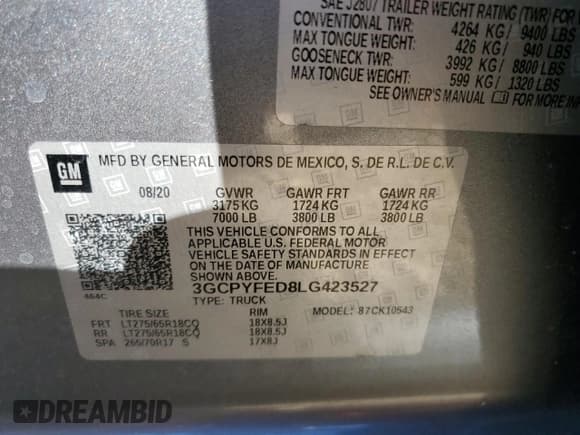 SAE J2807 TRAILER WEIGHT RATING (TWR) FOR
CONVENTIONAL TWR: 4264 KG/ 9400 LBS
MAX TONGUE WEIGHT: 426 KG/ 940 LBS
GOOSENECK TWR: 3992 KG/ 8800 LBS
MAX TONGUE WEIGHT: 599 KG/ 1320 LBS
SEE OWNER'S MANUAL FOR MORE IN
GM
MFD BY GENERAL MOTORS DE MEXICO, S. DE R.L. DE C.V.
08/20 GVWR GAWR FRT GAWR RR
3175 KG 1724 KG 1724 KG
7000 LB 3800 LB 3800 LB
THIS VEHICLE CONFORMS TO ALL
APPLICABLE U.S. FEDERAL MOTOR
VEHICLE SAFETY STANDARDS IN EFFECT
ON THE DATE OF MANUFACTURE
SHOWN ABOVE.
464C 3GCPYFED8LG423527
TYPE: TRUCK MODEL: 87CK10543
TIRE SIZE RIM
FRT LT275/65R18CQ 18X8.5J
RR LT275/65R18CQ 18X8.5J
SPA 265/70R17 S 17X8J
DREAMBID